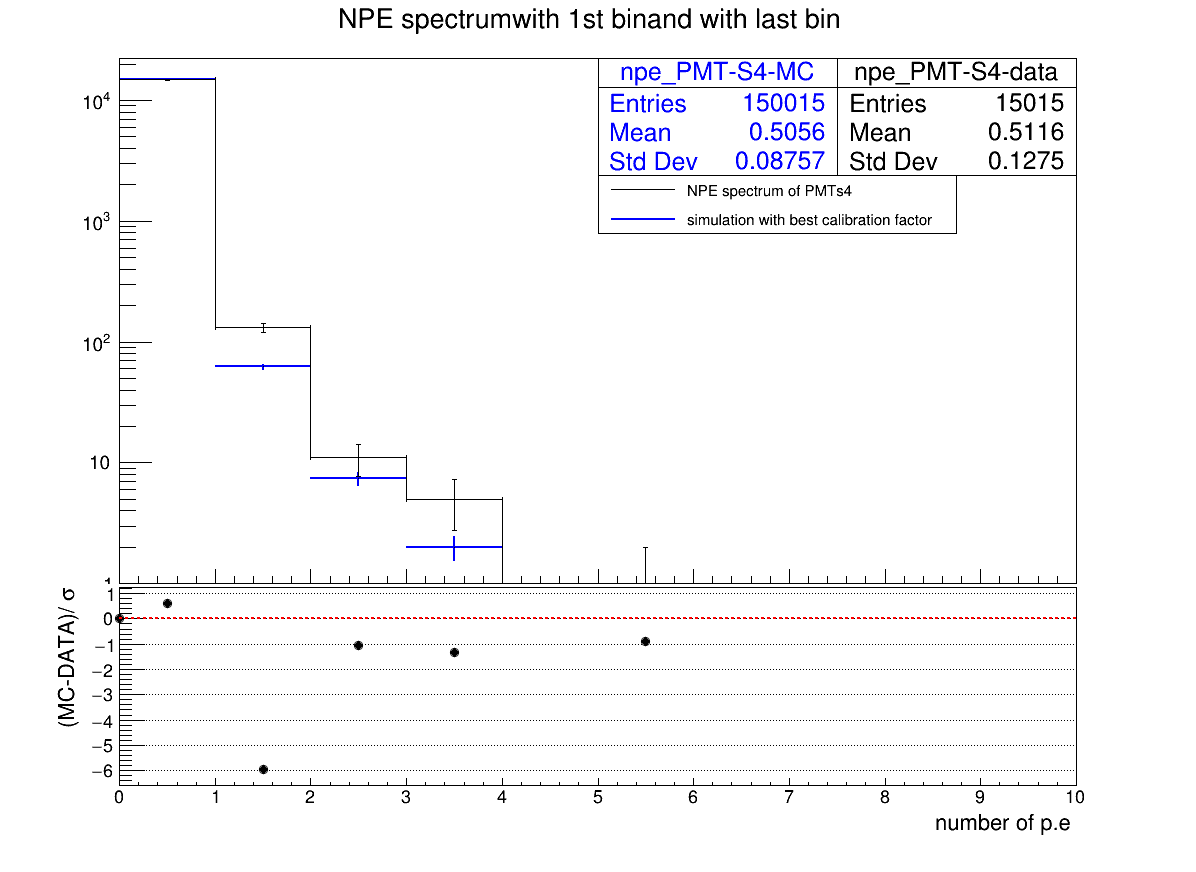 NPE spectrumwith 1st binand with last bin
npe_PMT-S4-MC
Entries 150015
Mean 0.5056
Std Dev 0.08757
npe_PMT-S4-data
Entries 15015
Mean 0.5116
Std Dev 0.1275
NPE spectrum of PMTs4
simulation with best calibration factor
10^4
10^3
10^2
10
1
(MC-DATA)/ σ
1
0
−1
−2
−3
−4
−5
−6
0 1 2 3 4 5 6 7 8 9 10
number of p.e